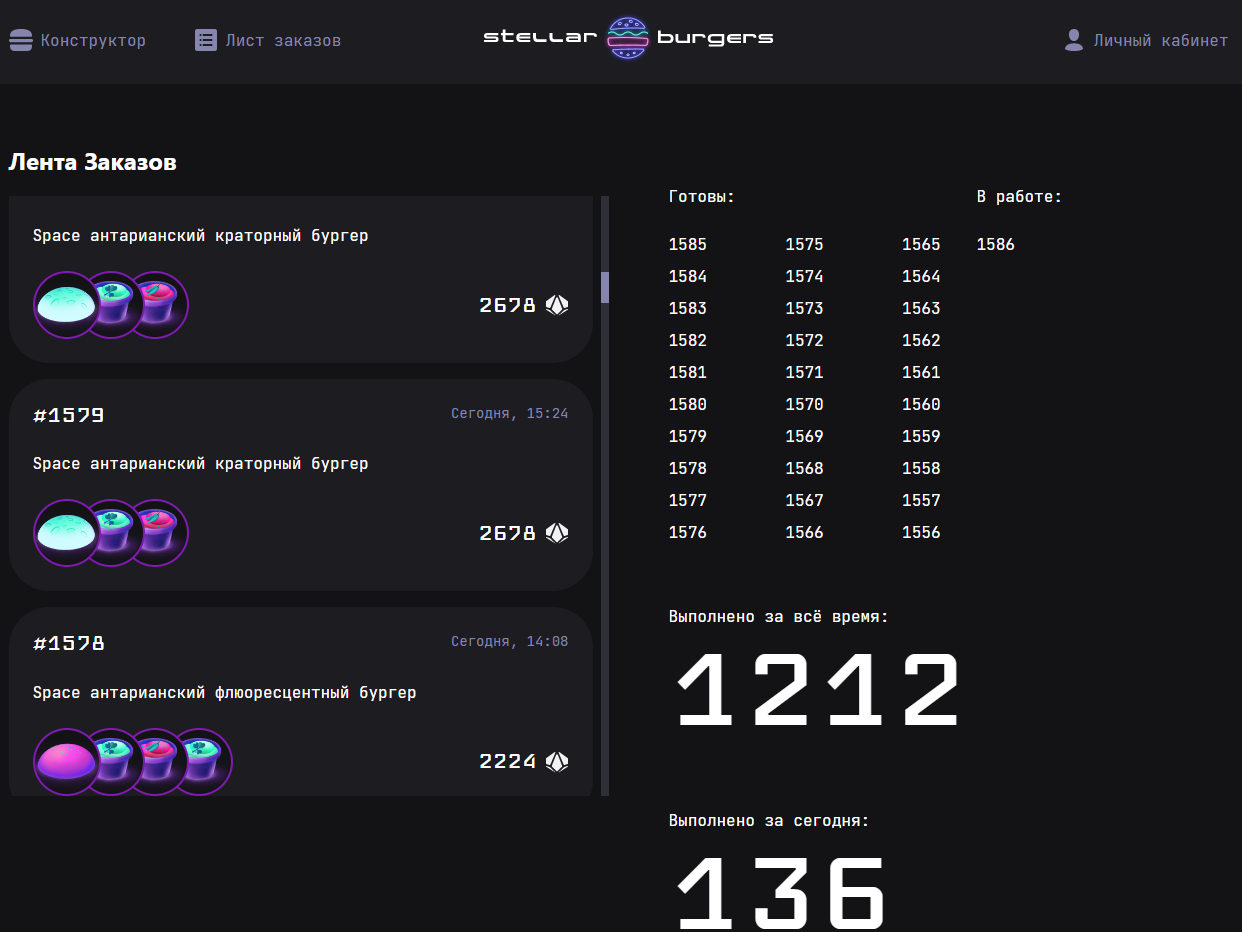 Конструктор
Лист заказов
stellar burgers
Личный кабинет
Лента Заказов
Space антарианский краторный бургер
2678
#1579
Сегодня, 15:24
Space антарианский краторный бургер
2678
#1578
Сегодня, 14:08
Space антарианский флюоресцентный бургер
2224
Готовы:
В работе:
1585 1575 1565 1586
1584 1574 1564
1583 1573 1563
1582 1572 1562
1581 1571 1561
1580 1570 1560
1579 1569 1559
1578 1568 1558
1577 1567 1557
1576 1566 1556
Выполнено за всё время:
1212
Выполнено за сегодня:
136